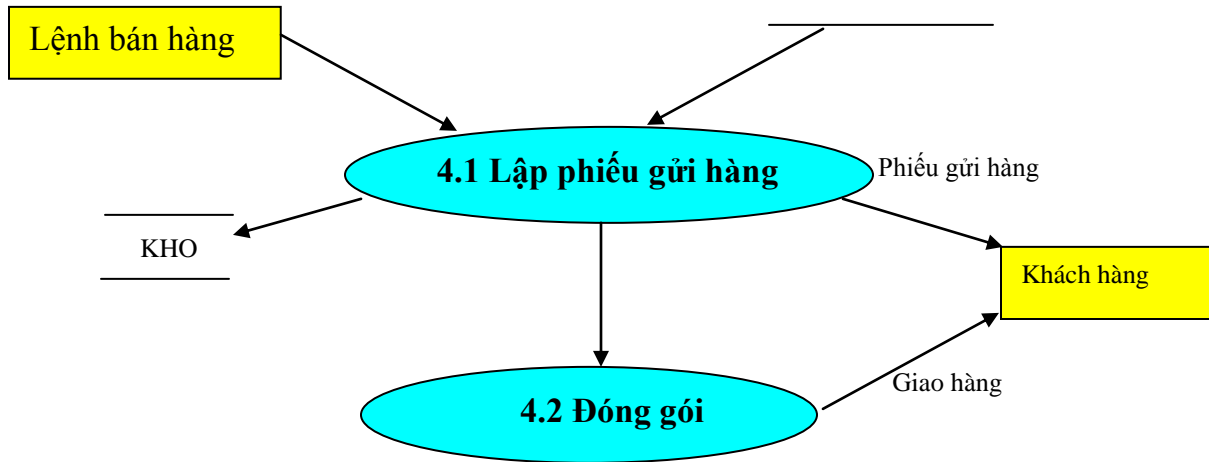 Lệnh bán hàng
4.1 Lập phiếu gửi hàng
Phiếu gửi hàng
KHO
Khách hàng
Giao hàng
4.2 Đóng gói